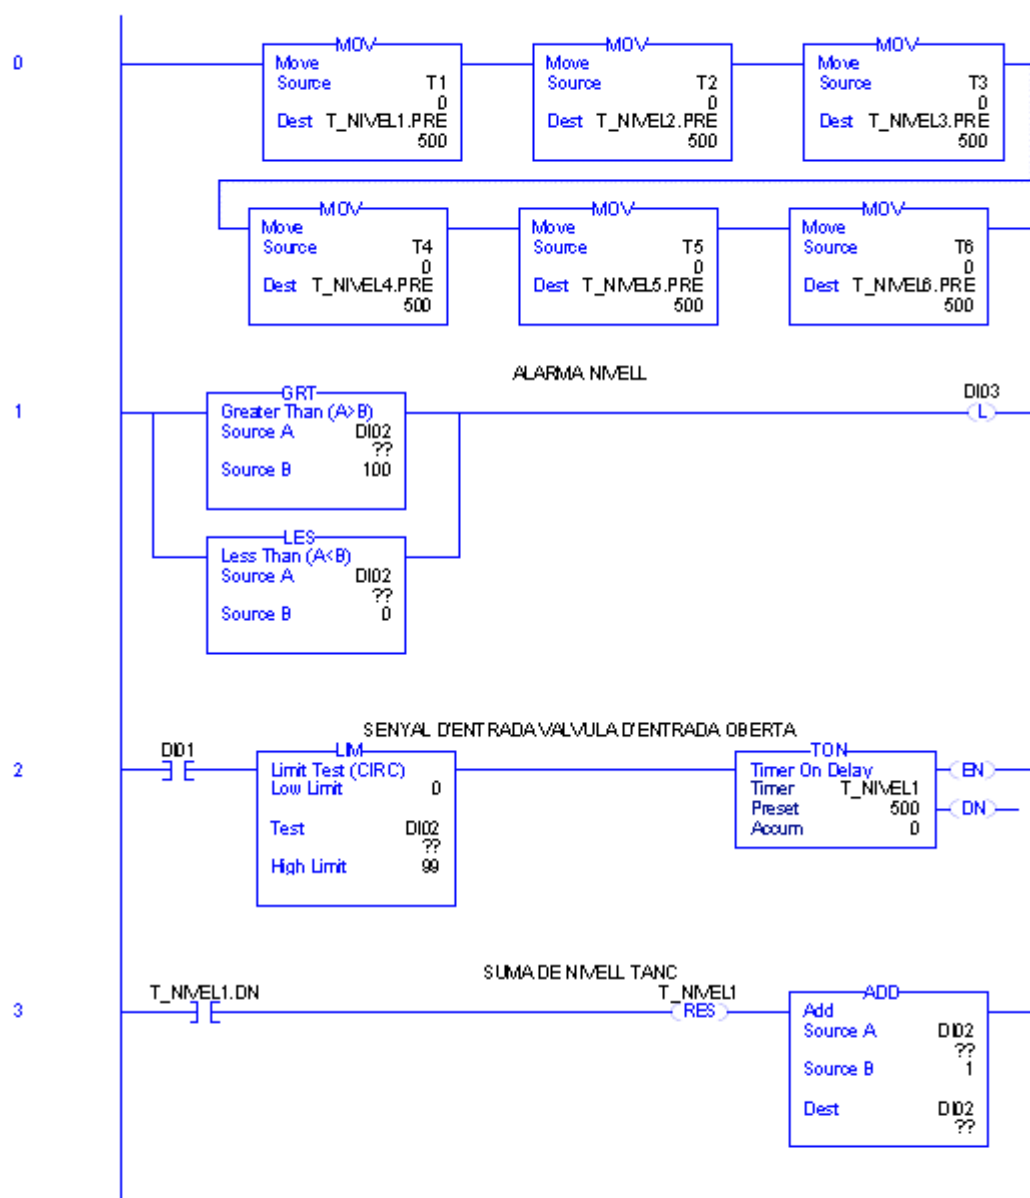 0
MOV MOV MOV
Move Move Move
Source T1 Source T2 Source T3
0 0 0
Dest T_NIVEL1.PRE Dest T_NIVEL2.PRE Dest T_NIVEL3.PRE
500 500 500
MOV MOV MOV
Move Move Move
Source T4 Source T5 Source T6
0 0 0
Dest T_NIVEL4.PRE Dest T_NIVEL5.PRE Dest T_NIVEL6.PRE
500 500 500
ALARMA NIVELL
1
GRT
Greater Than (A>B)
Source A DI02
??
Source B 100
DI03
L
LES
Less Than (A<B)
Source A DI02
??
Source B 0
SENYAL D'ENTRADA VALVULA D'ENTRADA OBERTA
2
DI01
LIM
Limit Test (CIRC)
Low Limit 0
Test DI02
??
High Limit 99
TON
Timer On Delay
Timer T_NIVEL1
Preset 500
Accum 0
EN
DN
SUMA DE NIVELL TANC
3
T_NIVEL1.DN
T_NIVEL1
RES
ADD
Add
Source A DI02
??
Source B 1
Dest DI02
??